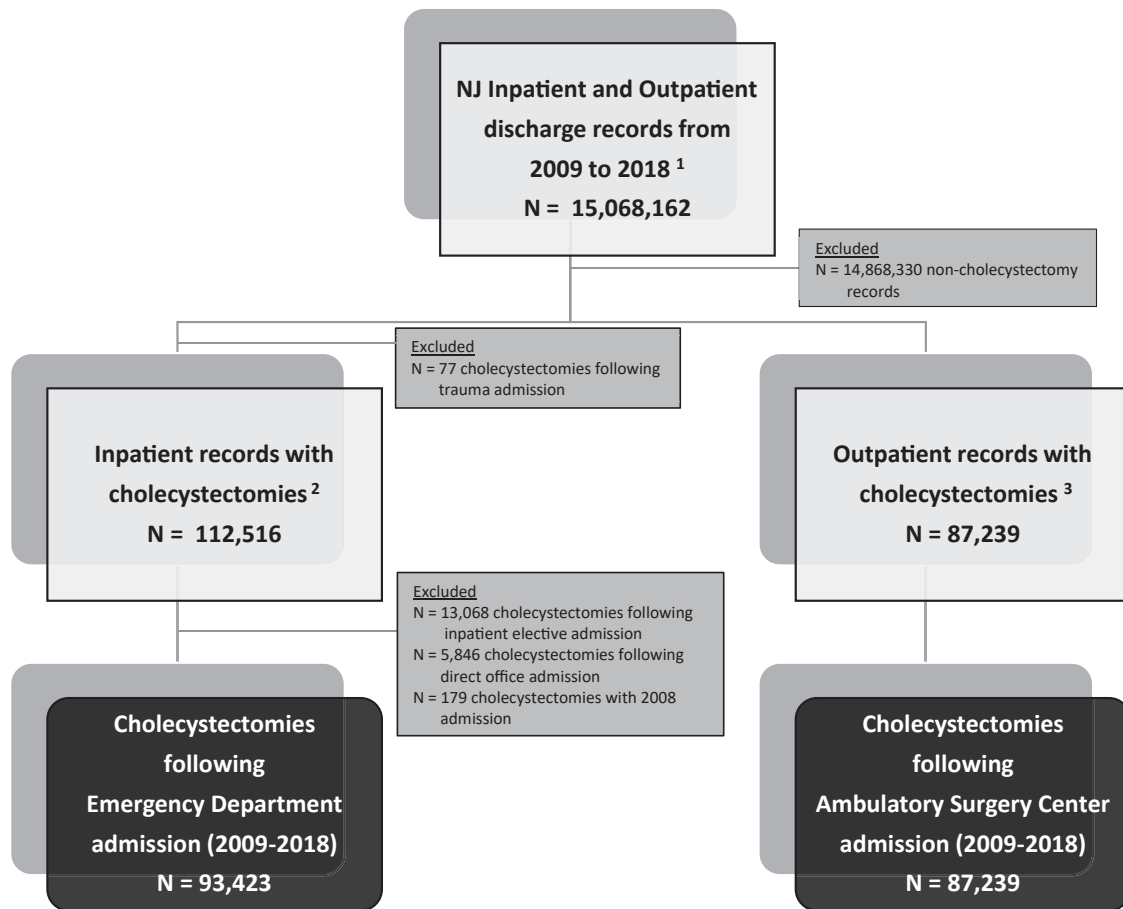 NJ Inpatient and Outpatient
discharge records from
2009 to 2018 1
N = 15,068,162
Excluded
N = 14,868,330 non-cholecystectomy
records
Excluded
N = 77 cholecystectomies following
trauma admission
Inpatient records with
cholecystectomies 2
N = 112,516
Outpatient records with
cholecystectomies 3
N = 87,239
Excluded
N = 13,068 cholecystectomies following
inpatient elective admission
N = 5,846 cholecystectomies following
direct office admission
N = 179 cholecystectomies with 2008
admission
Cholecystectomies
following
Emergency Department
admission (2009-2018)
N = 93,423
Cholecystectomies
following
Ambulatory Surgery Center
admission (2009-2018)
N = 87,239